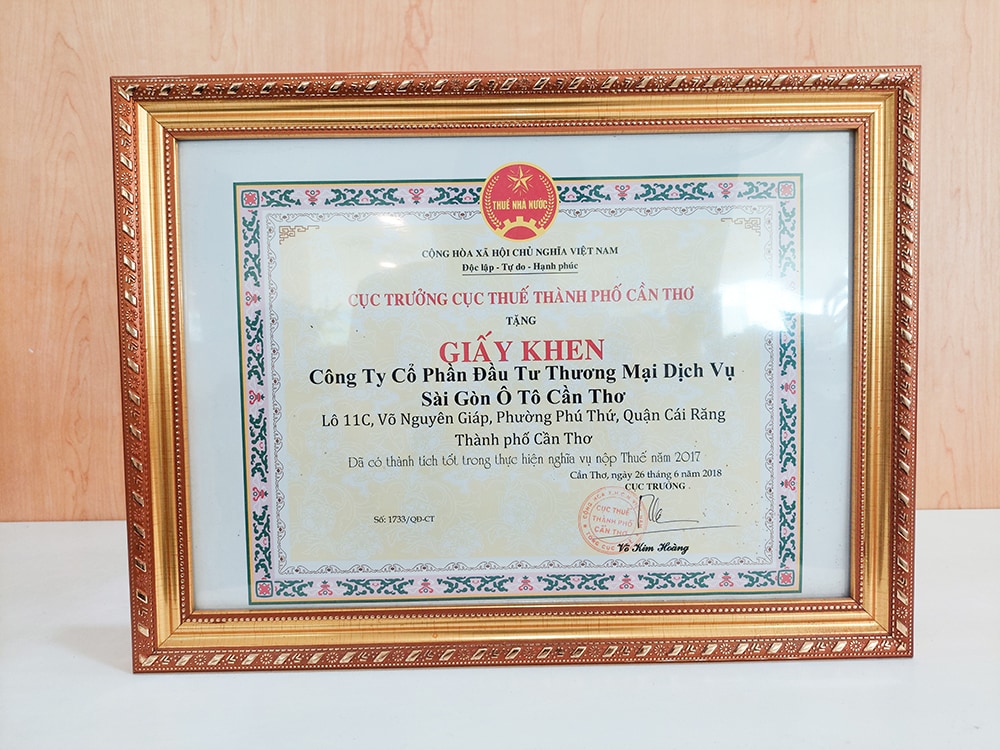 THUẾ NHÀ NƯỚC
CỘNG HÒA XÃ HỘI CHỦ NGHĨA VIỆT NAM
Độc lập - Tự do - Hạnh phúc
CỤC TRƯỞNG CỤC THUẾ THÀNH PHỐ CẦN THƠ
TẶNG
GIẤY KHEN
Công Ty Cổ Phần Đầu Tư Thương Mại Dịch Vụ
Sài Gòn Ô Tô Cần Thơ
Lô 11C, Võ Nguyên Giáp, Phường Phú Thứ, Quận Cái Răng
Thành phố Cần Thơ
Đã có thành tích tốt trong thực hiện nghĩa vụ nộp Thuế năm 2017
Cần Thơ, ngày 26 tháng 6 năm 2018
CỤC TRƯỞNG
Số: 1733/QĐ-CT
CỤC THUẾ
THÀNH PHỐ
CẦN THƠ
Võ Kim Hoàng